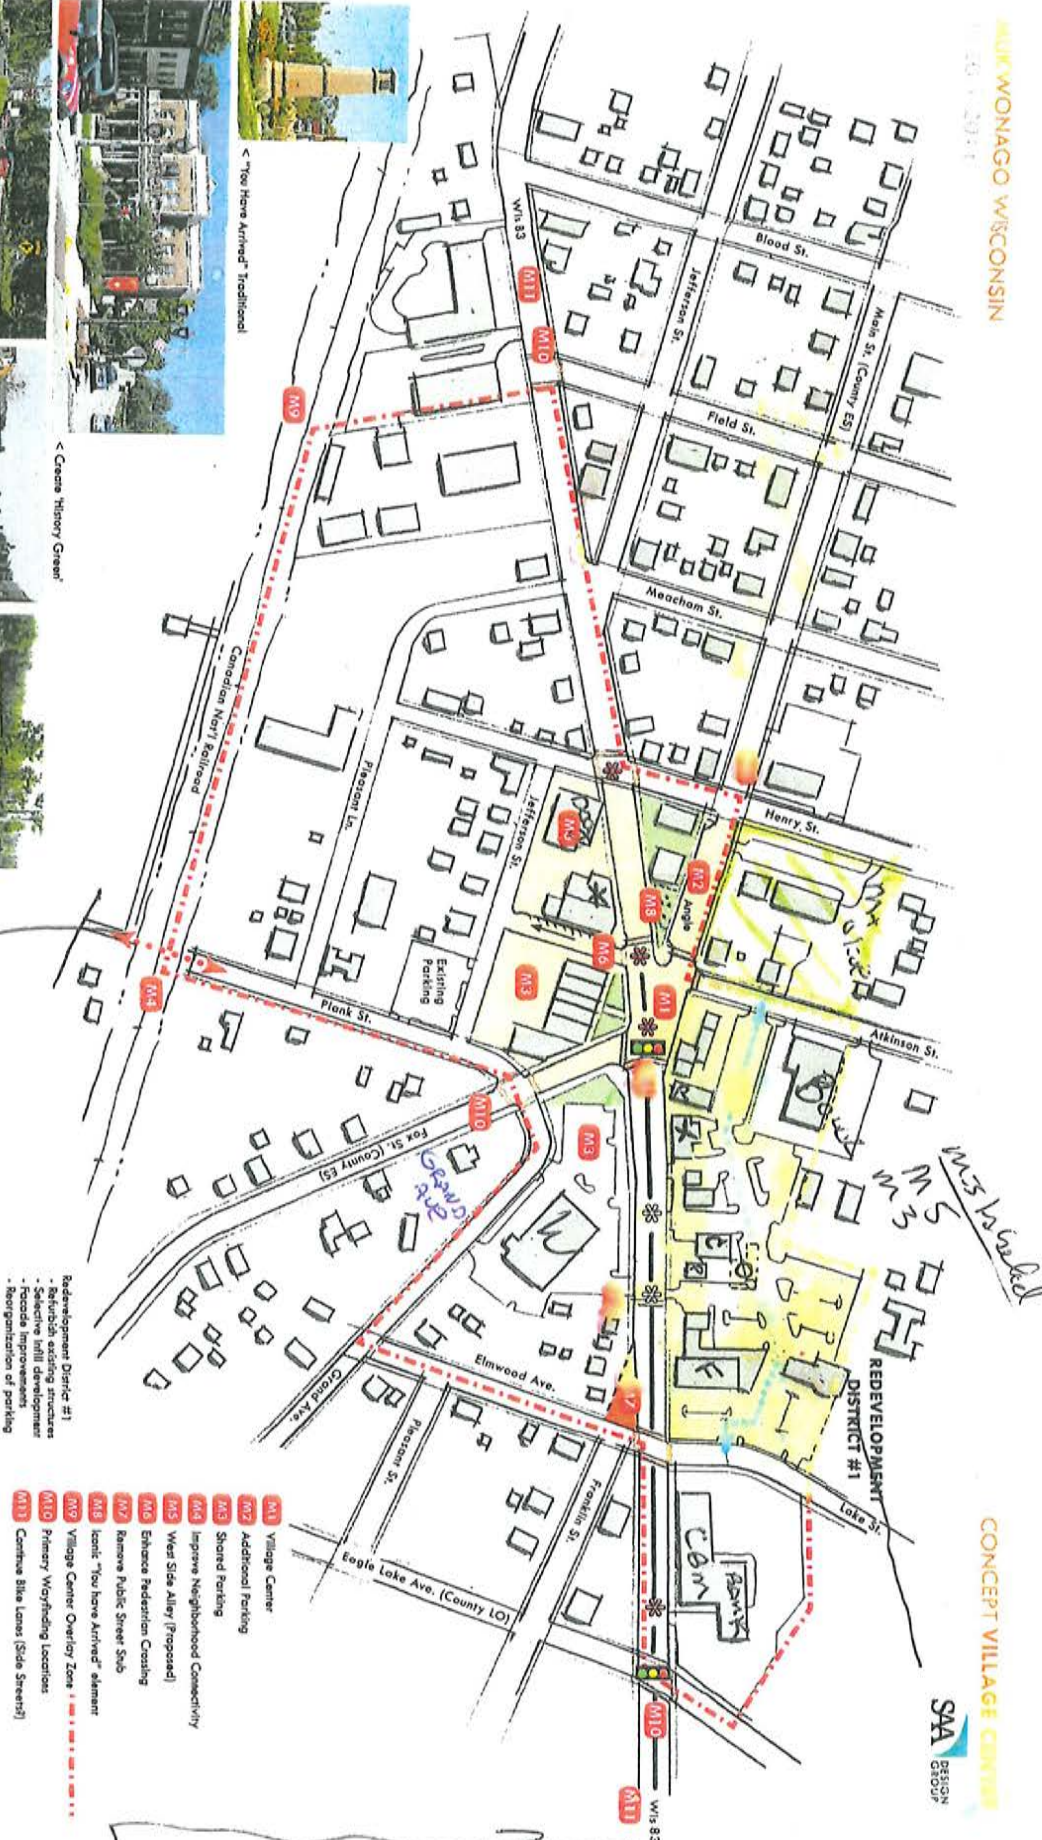 MUKWONAGO WISCONSIN
CONCEPT VILLAGE CENTER
SAA
DESIGN
GROUP
REDEVELOPMENT
DISTRICT #1
Mislabeled
M5
M3
Blood St.
Main St. (County ES)
Jefferson St.
Field St.
Meacham St.
Henry St.
Atkinson St.
Lake St.
Wis 83
M11
M10
M9
Angle
M2
M8
M6
M1
M3
M3
M3
M4
M10
M7
M10
M11
Wis 83
Jefferson St.
Pleasant Ln.
Existing
Parking
Plank St.
Canadian Nat'l Railroad
Fox St. (County ES)
GRAND
AVE
Grand Ave.
Elmwood Ave.
Pleasant St.
Franklin St.
Eagle Lake Ave. (County LO)
W
F
BANK
< "You Have Arrived" Traditional
< Create 'History Green'
Redevelopment District #1
- Refurbish existing structures
- Selective infill development
- Facade improvements
- Reorganization of parking
M1 Village Center
M2 Additional Parking
M3 Shared Parking
M4 Improve Neighborhood Connectivity
M5 West Side Alley (Proposed)
M6 Enhance Pedestrian Crossing
M7 Remove Public Street Stub
M8 Iconic "You have Arrived" element
M9 Village Center Overlay Zone
M10 Primary Wayfinding Locations
M11 Continue Bike Lanes (Side Streets?)